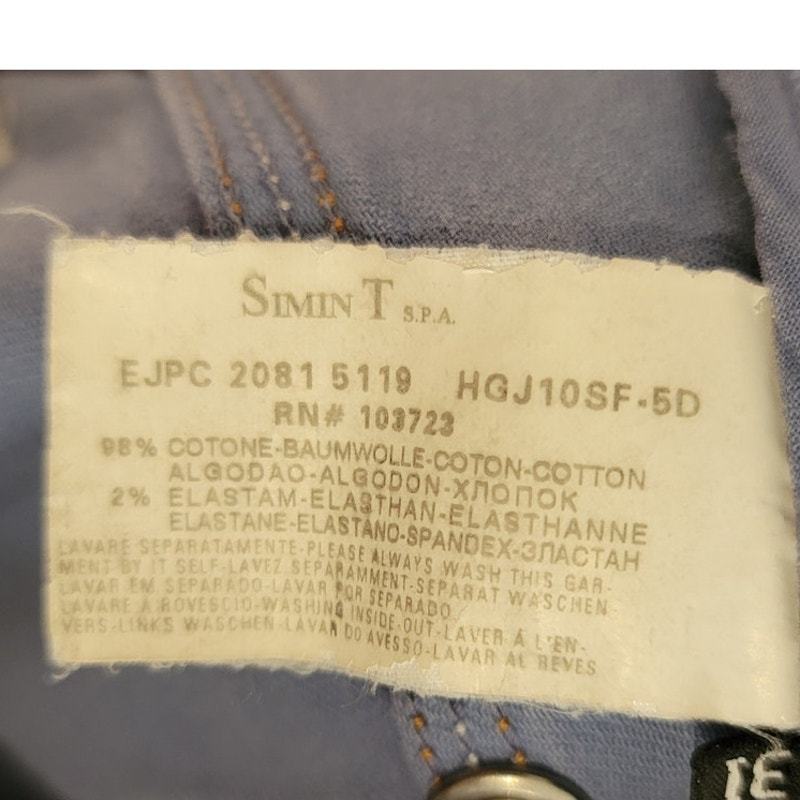 SIMIN T S.P.A.
EJPC 2081 5119 HGJ10SF-5D
RN# 103723
98% COTONE-BAUMWOLLE-COTON-COTTON
ALGODAO-ALGODON-ХЛОПОК
2% ELASTAM-ELASTHAN-ELASTHANNE
ELASTANE-ELASTANO-SPANDEX-ЭЛАСТАН
LAVARE SEPARATAMENTE-PLEASE ALWAYS WASH THIS GAR-
MENT BY IT SELF-LAVEZ SEPARAMMENT-SEPARAT WASCHEN
LAVAR EM SEPARADO-LAVAR POR SEPARADO
LAVARE A ROVESCIO-WASHING INSIDE-OUT-LAVER A L'EN-
VERS-LINKS WASCHEN-LAVAR DO AVESSO-LAVAR AL REVES